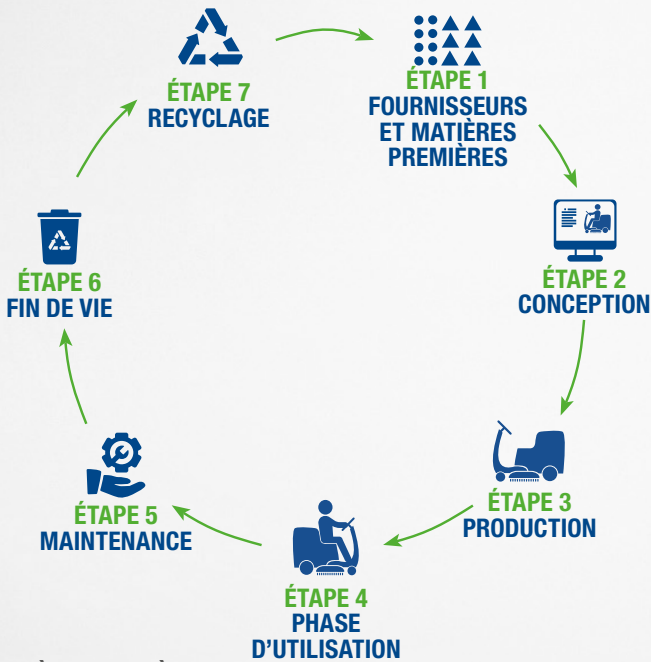 ÉTAPE 1
FOURNISSEURS
ET MATIÈRES
PREMIÈRES
ÉTAPE 2
CONCEPTION
ÉTAPE 3
PRODUCTION
ÉTAPE 4
PHASE
D'UTILISATION
ÉTAPE 5
MAINTENANCE
ÉTAPE 6
FIN DE VIE
ÉTAPE 7
RECYCLAGE